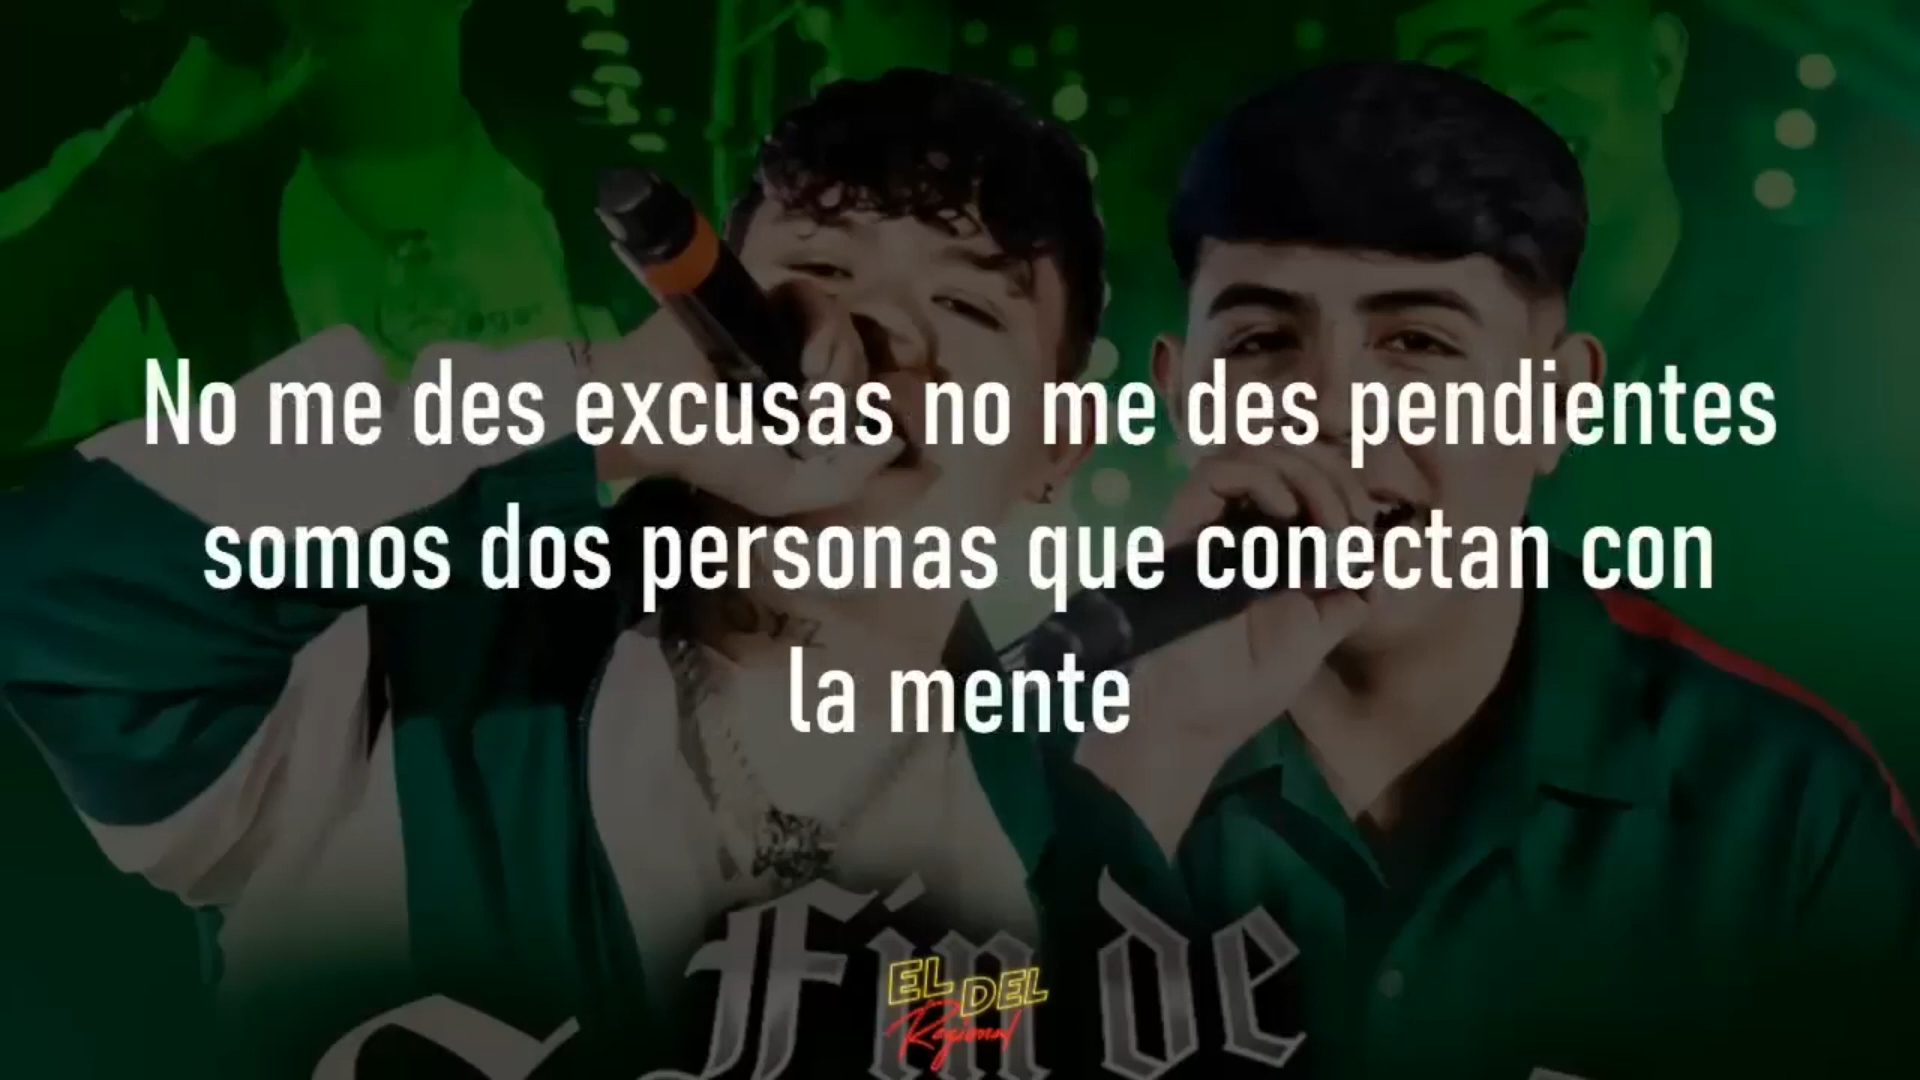 No me des excusas no me des pendientes
somos dos personas que conectan con
la mente
Fin de
EL DEL
Regional